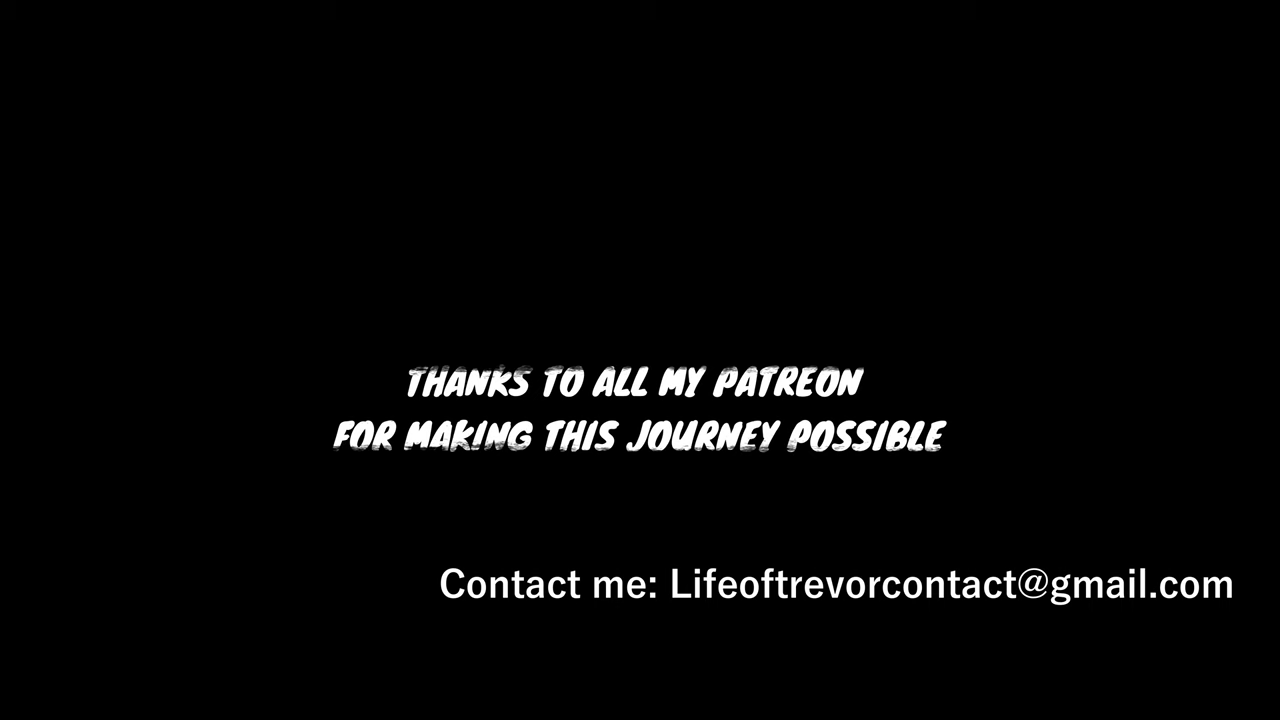 THANKS TO ALL MY PATREON
FOR MAKING THIS JOURNEY POSSIBLE
Contact me: Lifeoftrevorcontact@gmail.com